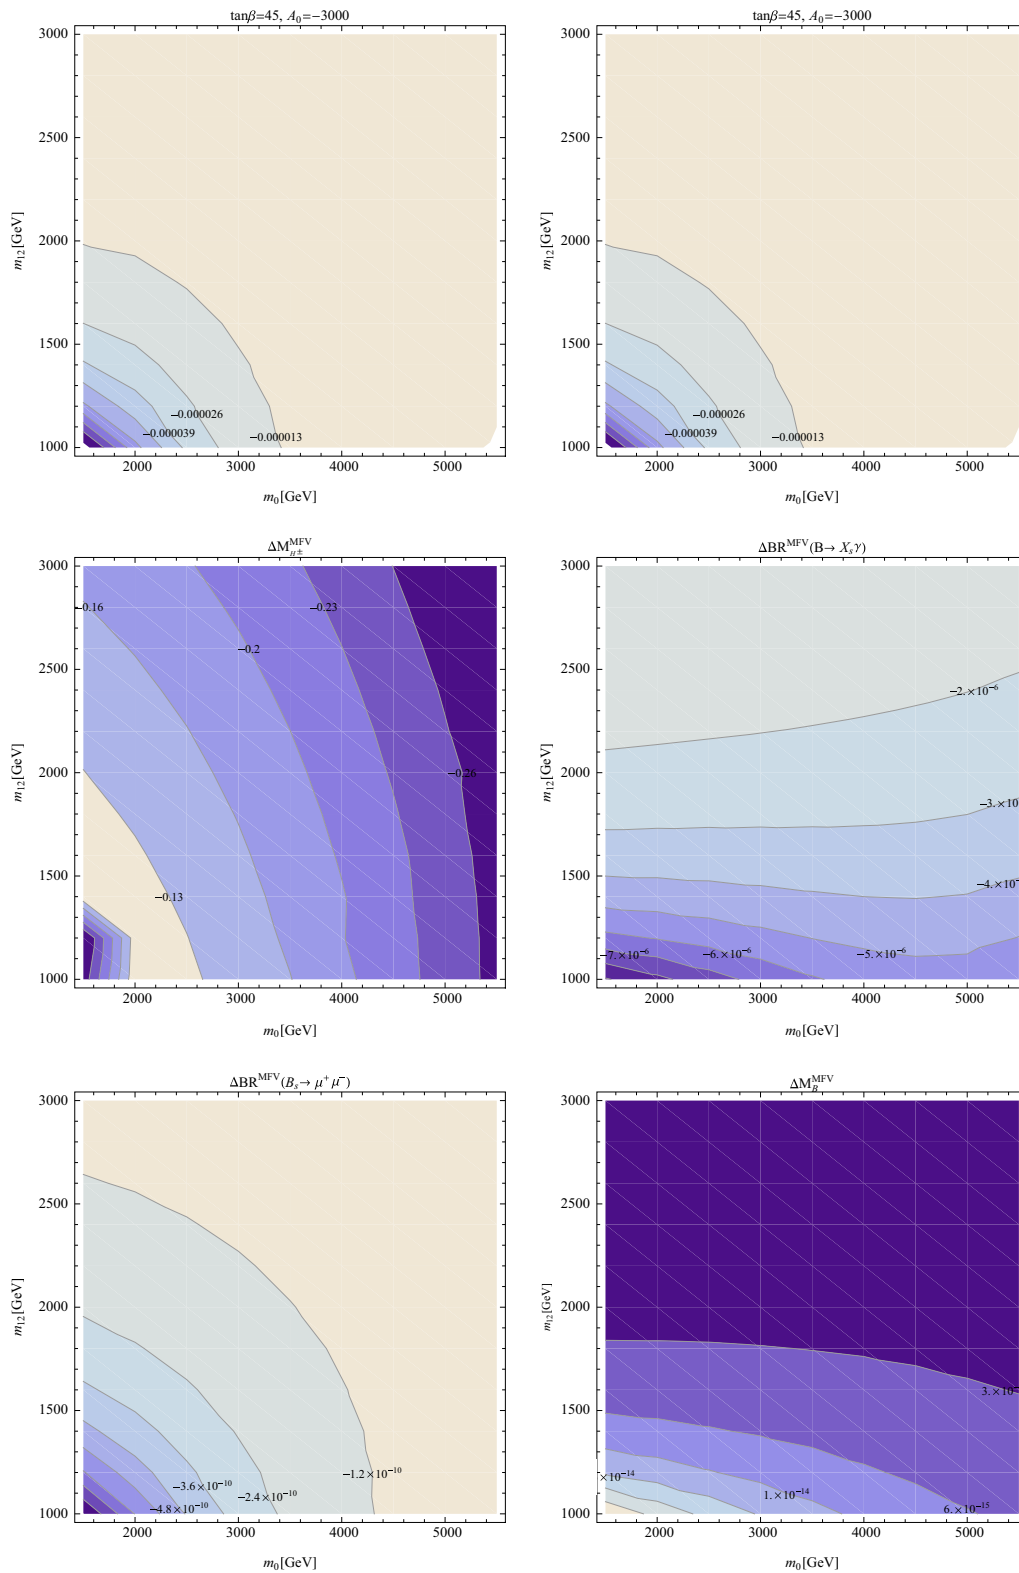 tanβ=45, A₀=−3000
3000
2500
2000
1500
1000
m₁₂[GeV]
−0.000026
−0.000039
−0.000013
2000 3000 4000 5000
m₀[GeV]
tanβ=45, A₀=−3000
3000
2500
2000
1500
1000
m₁₂[GeV]
−0.000026
−0.000039
−0.000013
2000 3000 4000 5000
m₀[GeV]
ΔM_{H±}^{MFV}
3000
2500
2000
1500
1000
m₁₂[GeV]
−0.16
−0.23
−0.2
−0.26
−0.13
2000 3000 4000 5000
m₀[GeV]
ΔBR^{MFV}(B→ X_sγ)
3000
2500
2000
1500
1000
m₁₂[GeV]
−2.×10⁻⁶
−3.×10
−4.×10⁻
−7.×10⁻⁶
−6.×10⁻⁶
−5.×10⁻⁶
2000 3000 4000 5000
m₀[GeV]
ΔBR^{MFV}(B_s→ μ⁺ μ⁻)
3000
2500
2000
1500
1000
m₁₂[GeV]
−1.2×10⁻¹⁰
−3.6×10⁻¹⁰
−2.4×10⁻¹⁰
−4.8×10⁻¹⁰
2000 3000 4000 5000
m₀[GeV]
ΔM_B^{MFV}
3000
2500
2000
1500
1000
m₁₂[GeV]
3.×10⁻
×10⁻¹⁴
1.×10⁻¹⁴
6.×10⁻¹⁵
2000 3000 4000 5000
m₀[GeV]